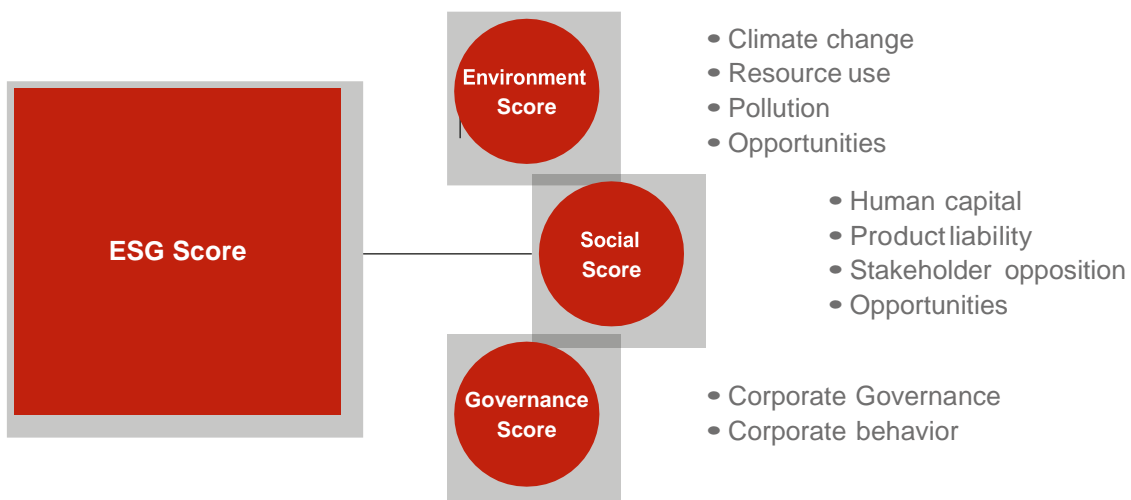 ESG Score
Environment
Score
• Climate change
• Resource use
• Pollution
• Opportunities
Social
Score
• Human capital
• Product liability
• Stakeholder opposition
• Opportunities
Governance
Score
• Corporate Governance
• Corporate behavior